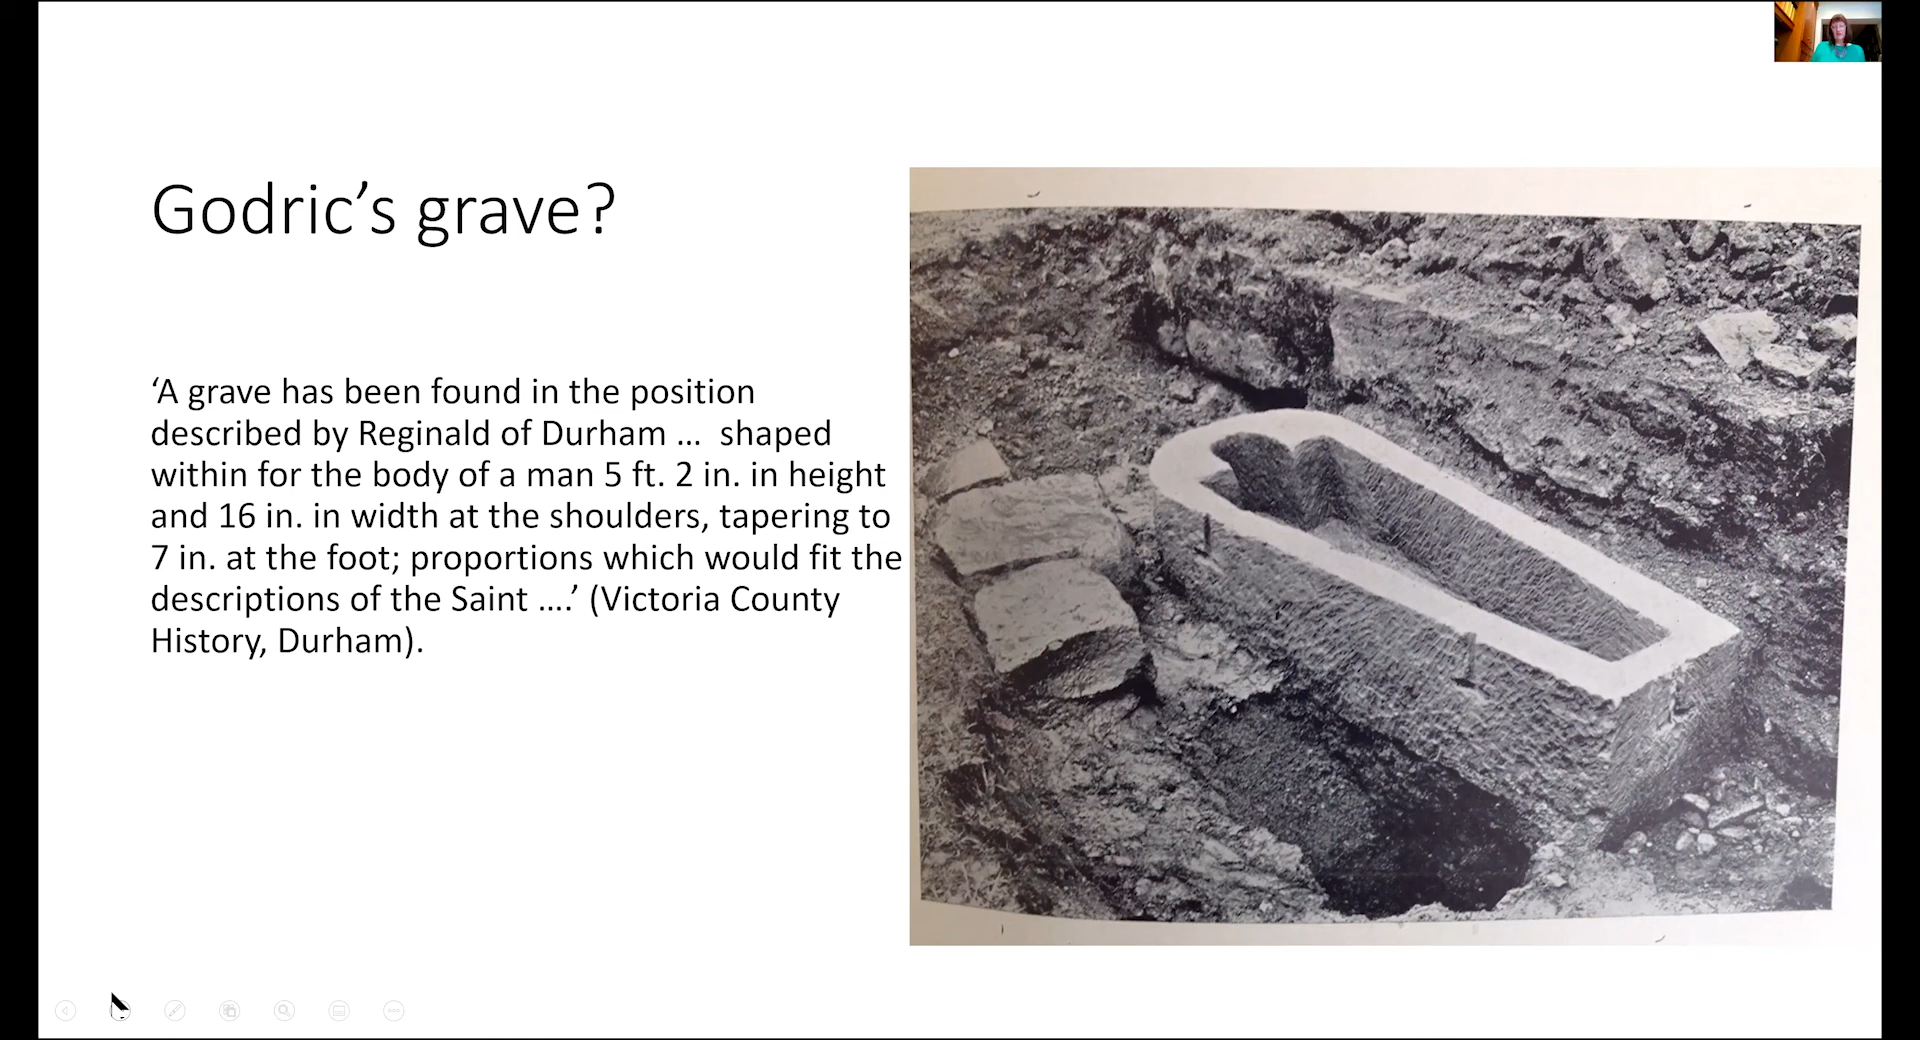 Godric’s grave?
‘A grave has been found in the position
described by Reginald of Durham ... shaped
within for the body of a man 5 ft. 2 in. in height
and 16 in. in width at the shoulders, tapering to
7 in. at the foot; proportions which would fit the
descriptions of the Saint ....’ (Victoria County
History, Durham).